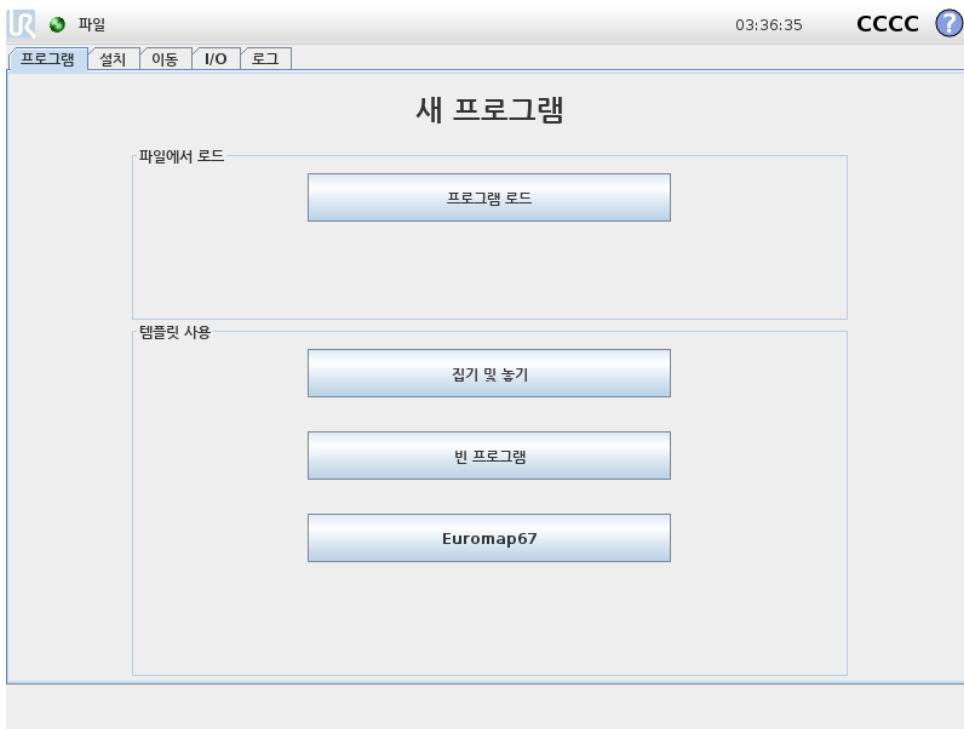 UR 파일 03:36:35 CCCC ?
프로그램 설치 이동 I/O 로그
새 프로그램
파일에서 로드
프로그램 로드
템플릿 사용
집기 및 놓기
빈 프로그램
Euromap67